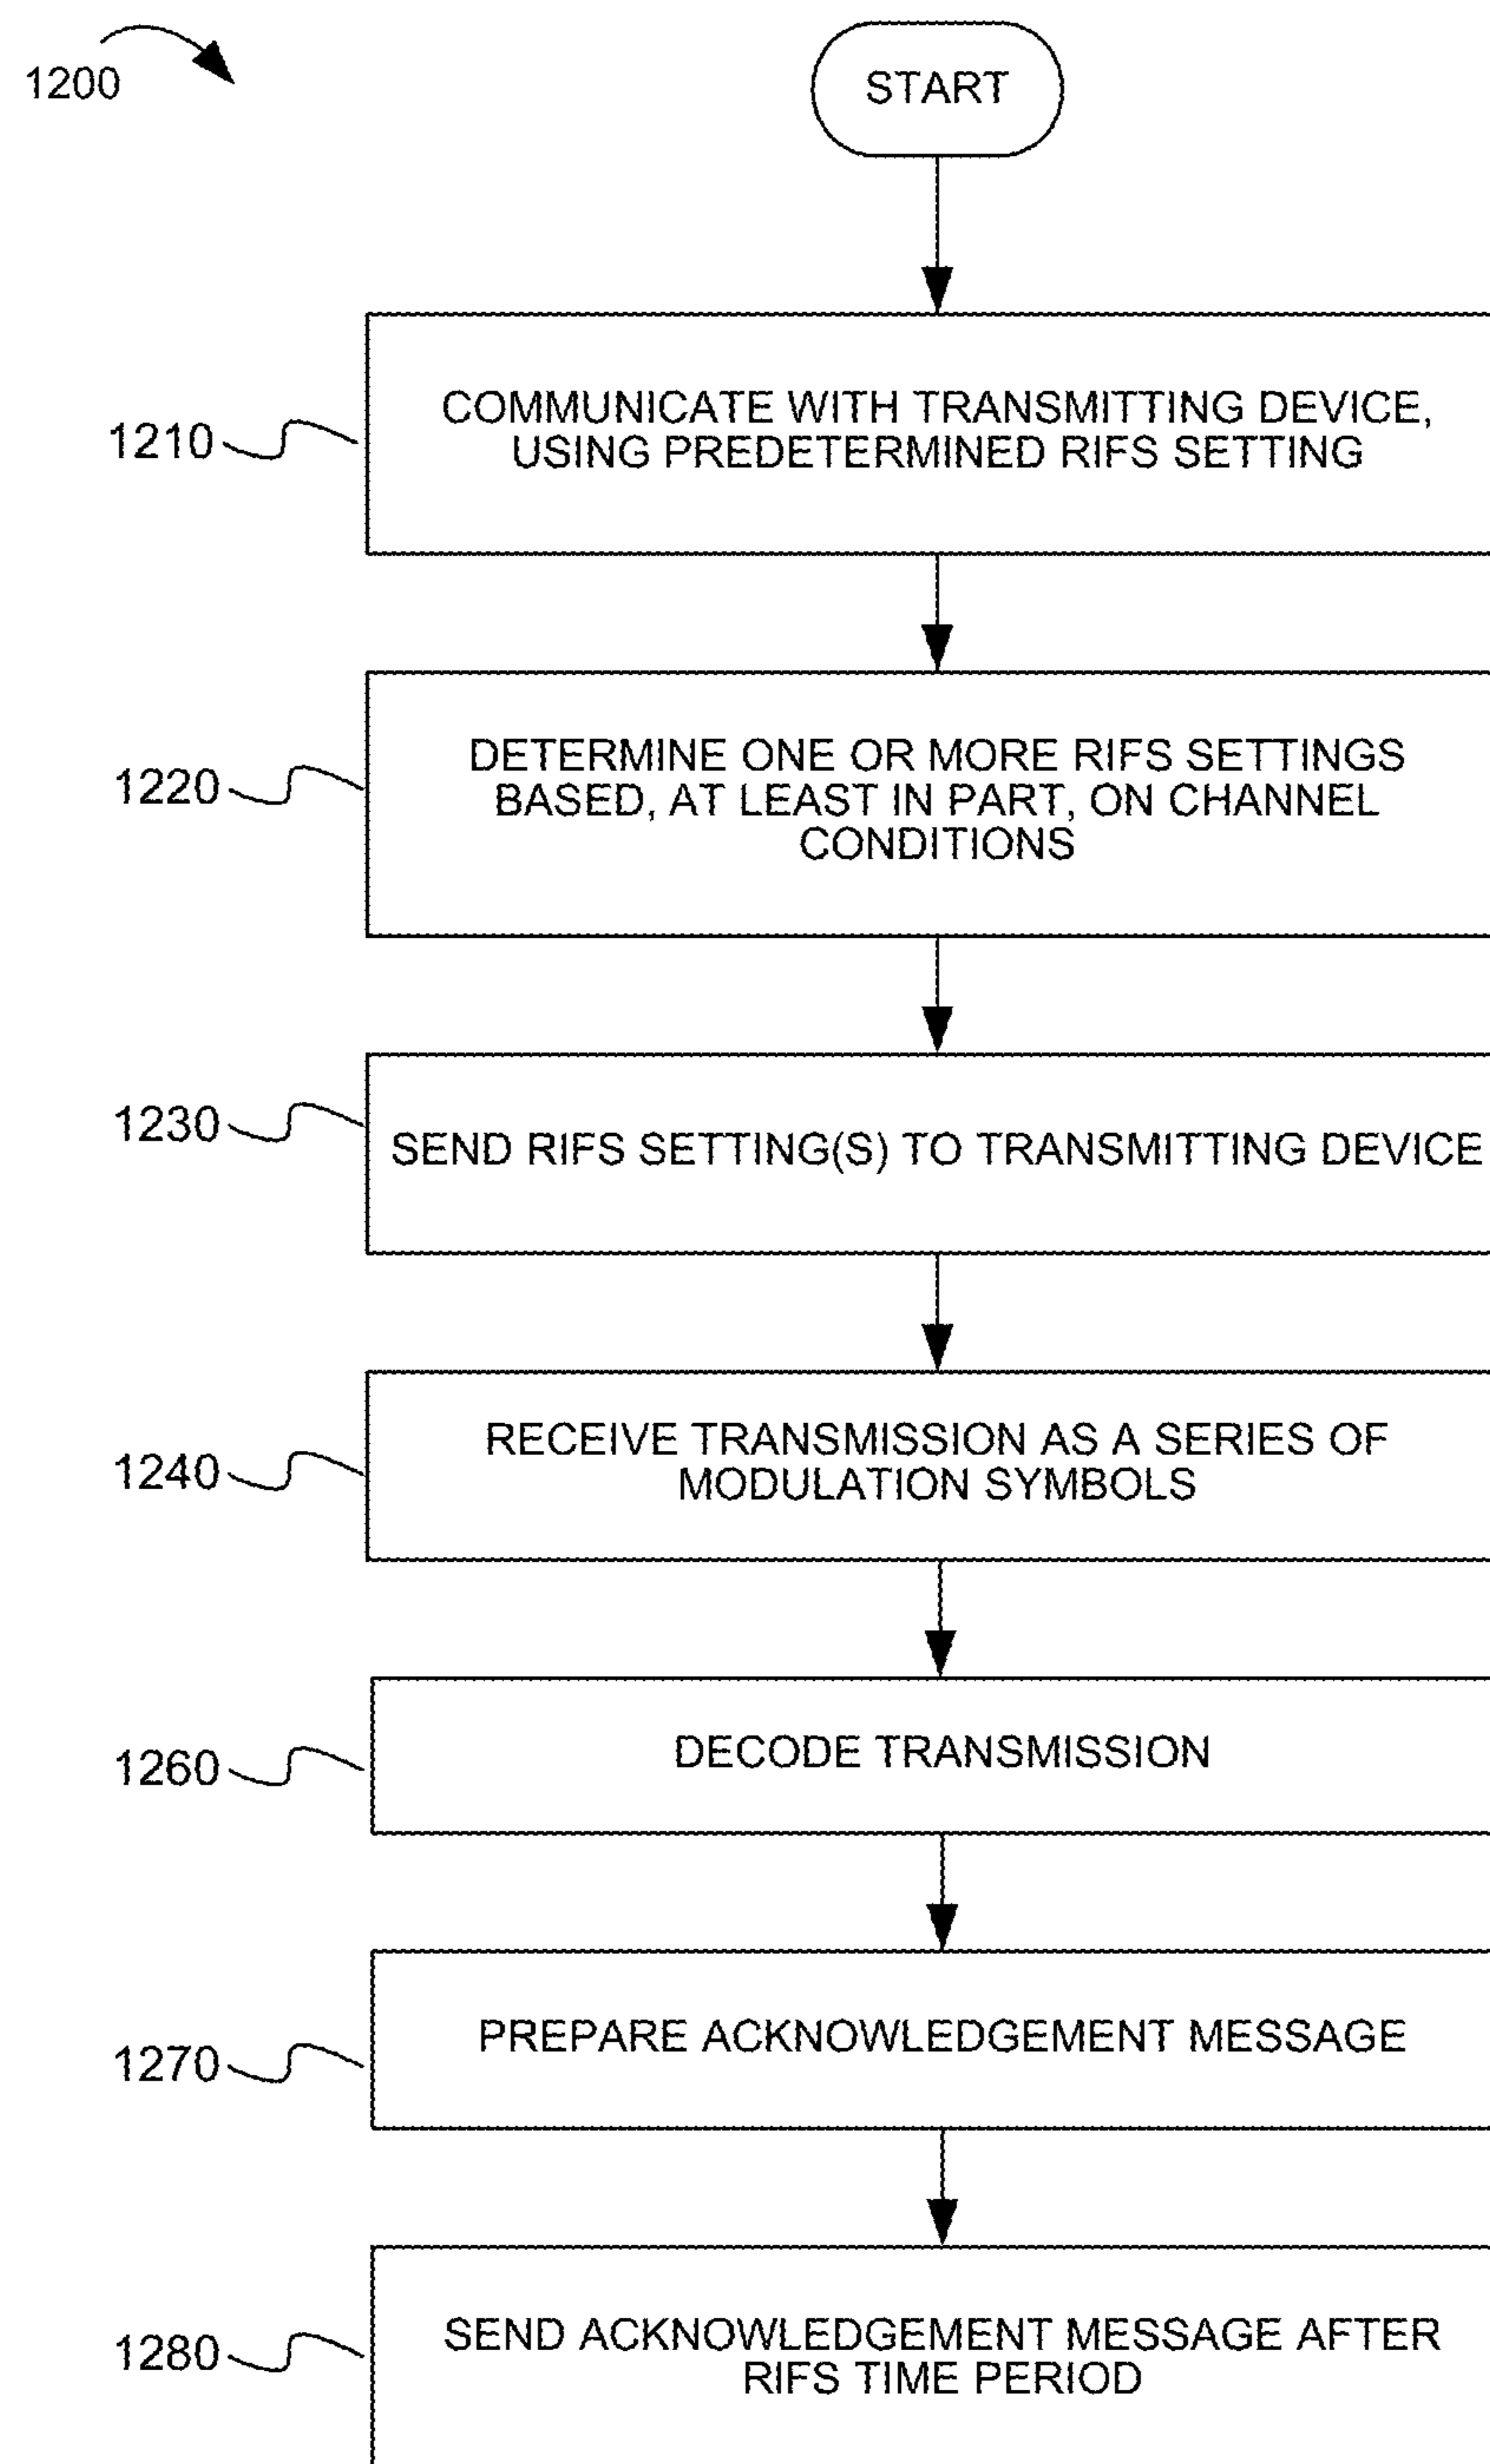 1200
START
1210
COMMUNICATE WITH TRANSMITTING DEVICE,
USING PREDETERMINED RIFS SETTING
1220
DETERMINE ONE OR MORE RIFS SETTINGS
BASED, AT LEAST IN PART, ON CHANNEL
CONDITIONS
1230
SEND RIFS SETTING(S) TO TRANSMITTING DEVICE
1240
RECEIVE TRANSMISSION AS A SERIES OF
MODULATION SYMBOLS
1260
DECODE TRANSMISSION
1270
PREPARE ACKNOWLEDGEMENT MESSAGE
1280
SEND ACKNOWLEDGEMENT MESSAGE AFTER
RIFS TIME PERIOD